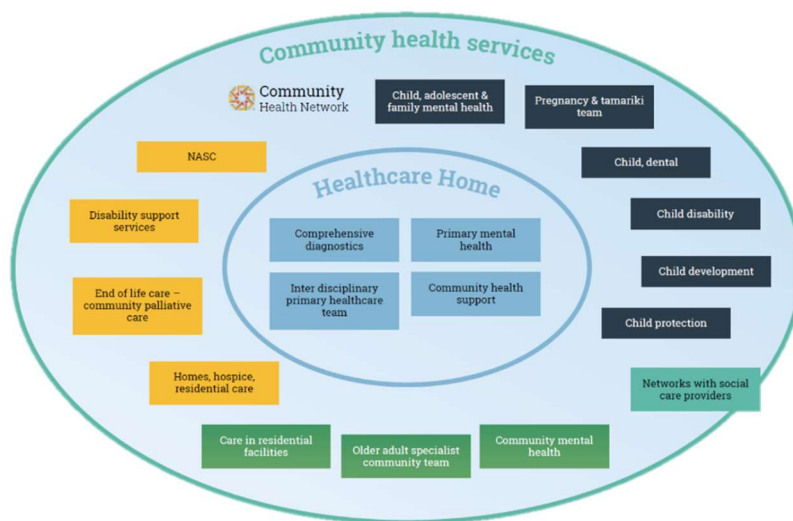 Community health services
Community
Health Network
Child, adolescent &
family mental health
Pregnancy & tamariki
team
NASC
Child, dental
Healthcare Home
Disability support
services
Child disability
Comprehensive
diagnostics
Primary mental
health
Child development
End of life care –
community palliative
care
Inter disciplinary
primary healthcare
team
Community health
support
Child protection
Homes, hospice,
residential care
Networks with social
care providers
Care in residential
facilities
Older adult specialist
community team
Community mental
health